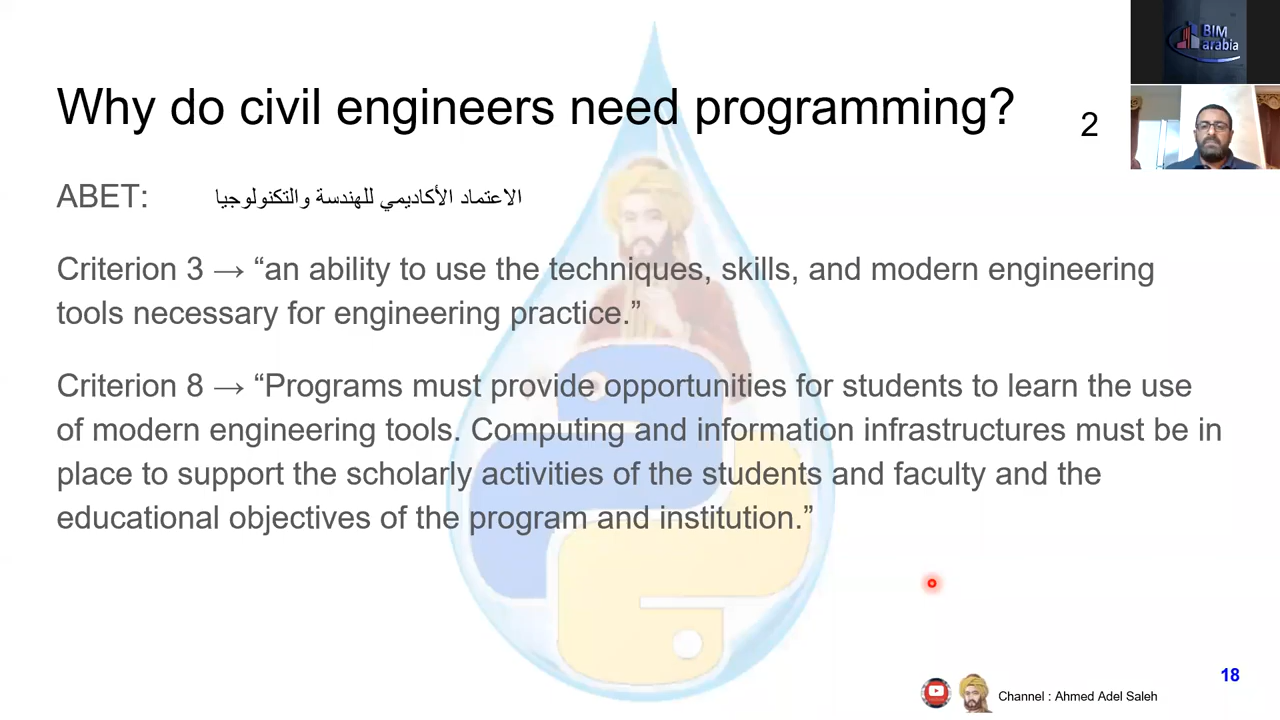 BIM
arabia
Why do civil engineers need programming?
2
ABET: الاعتماد الأكاديمي للهندسة والتكنولوجيا
Criterion 3 → “an ability to use the techniques, skills, and modern engineering
tools necessary for engineering practice.”
Criterion 8 → “Programs must provide opportunities for students to learn the use
of modern engineering tools. Computing and information infrastructures must be in
place to support the scholarly activities of the students and faculty and the
educational objectives of the program and institution.”
18
Channel : Ahmed Adel Saleh